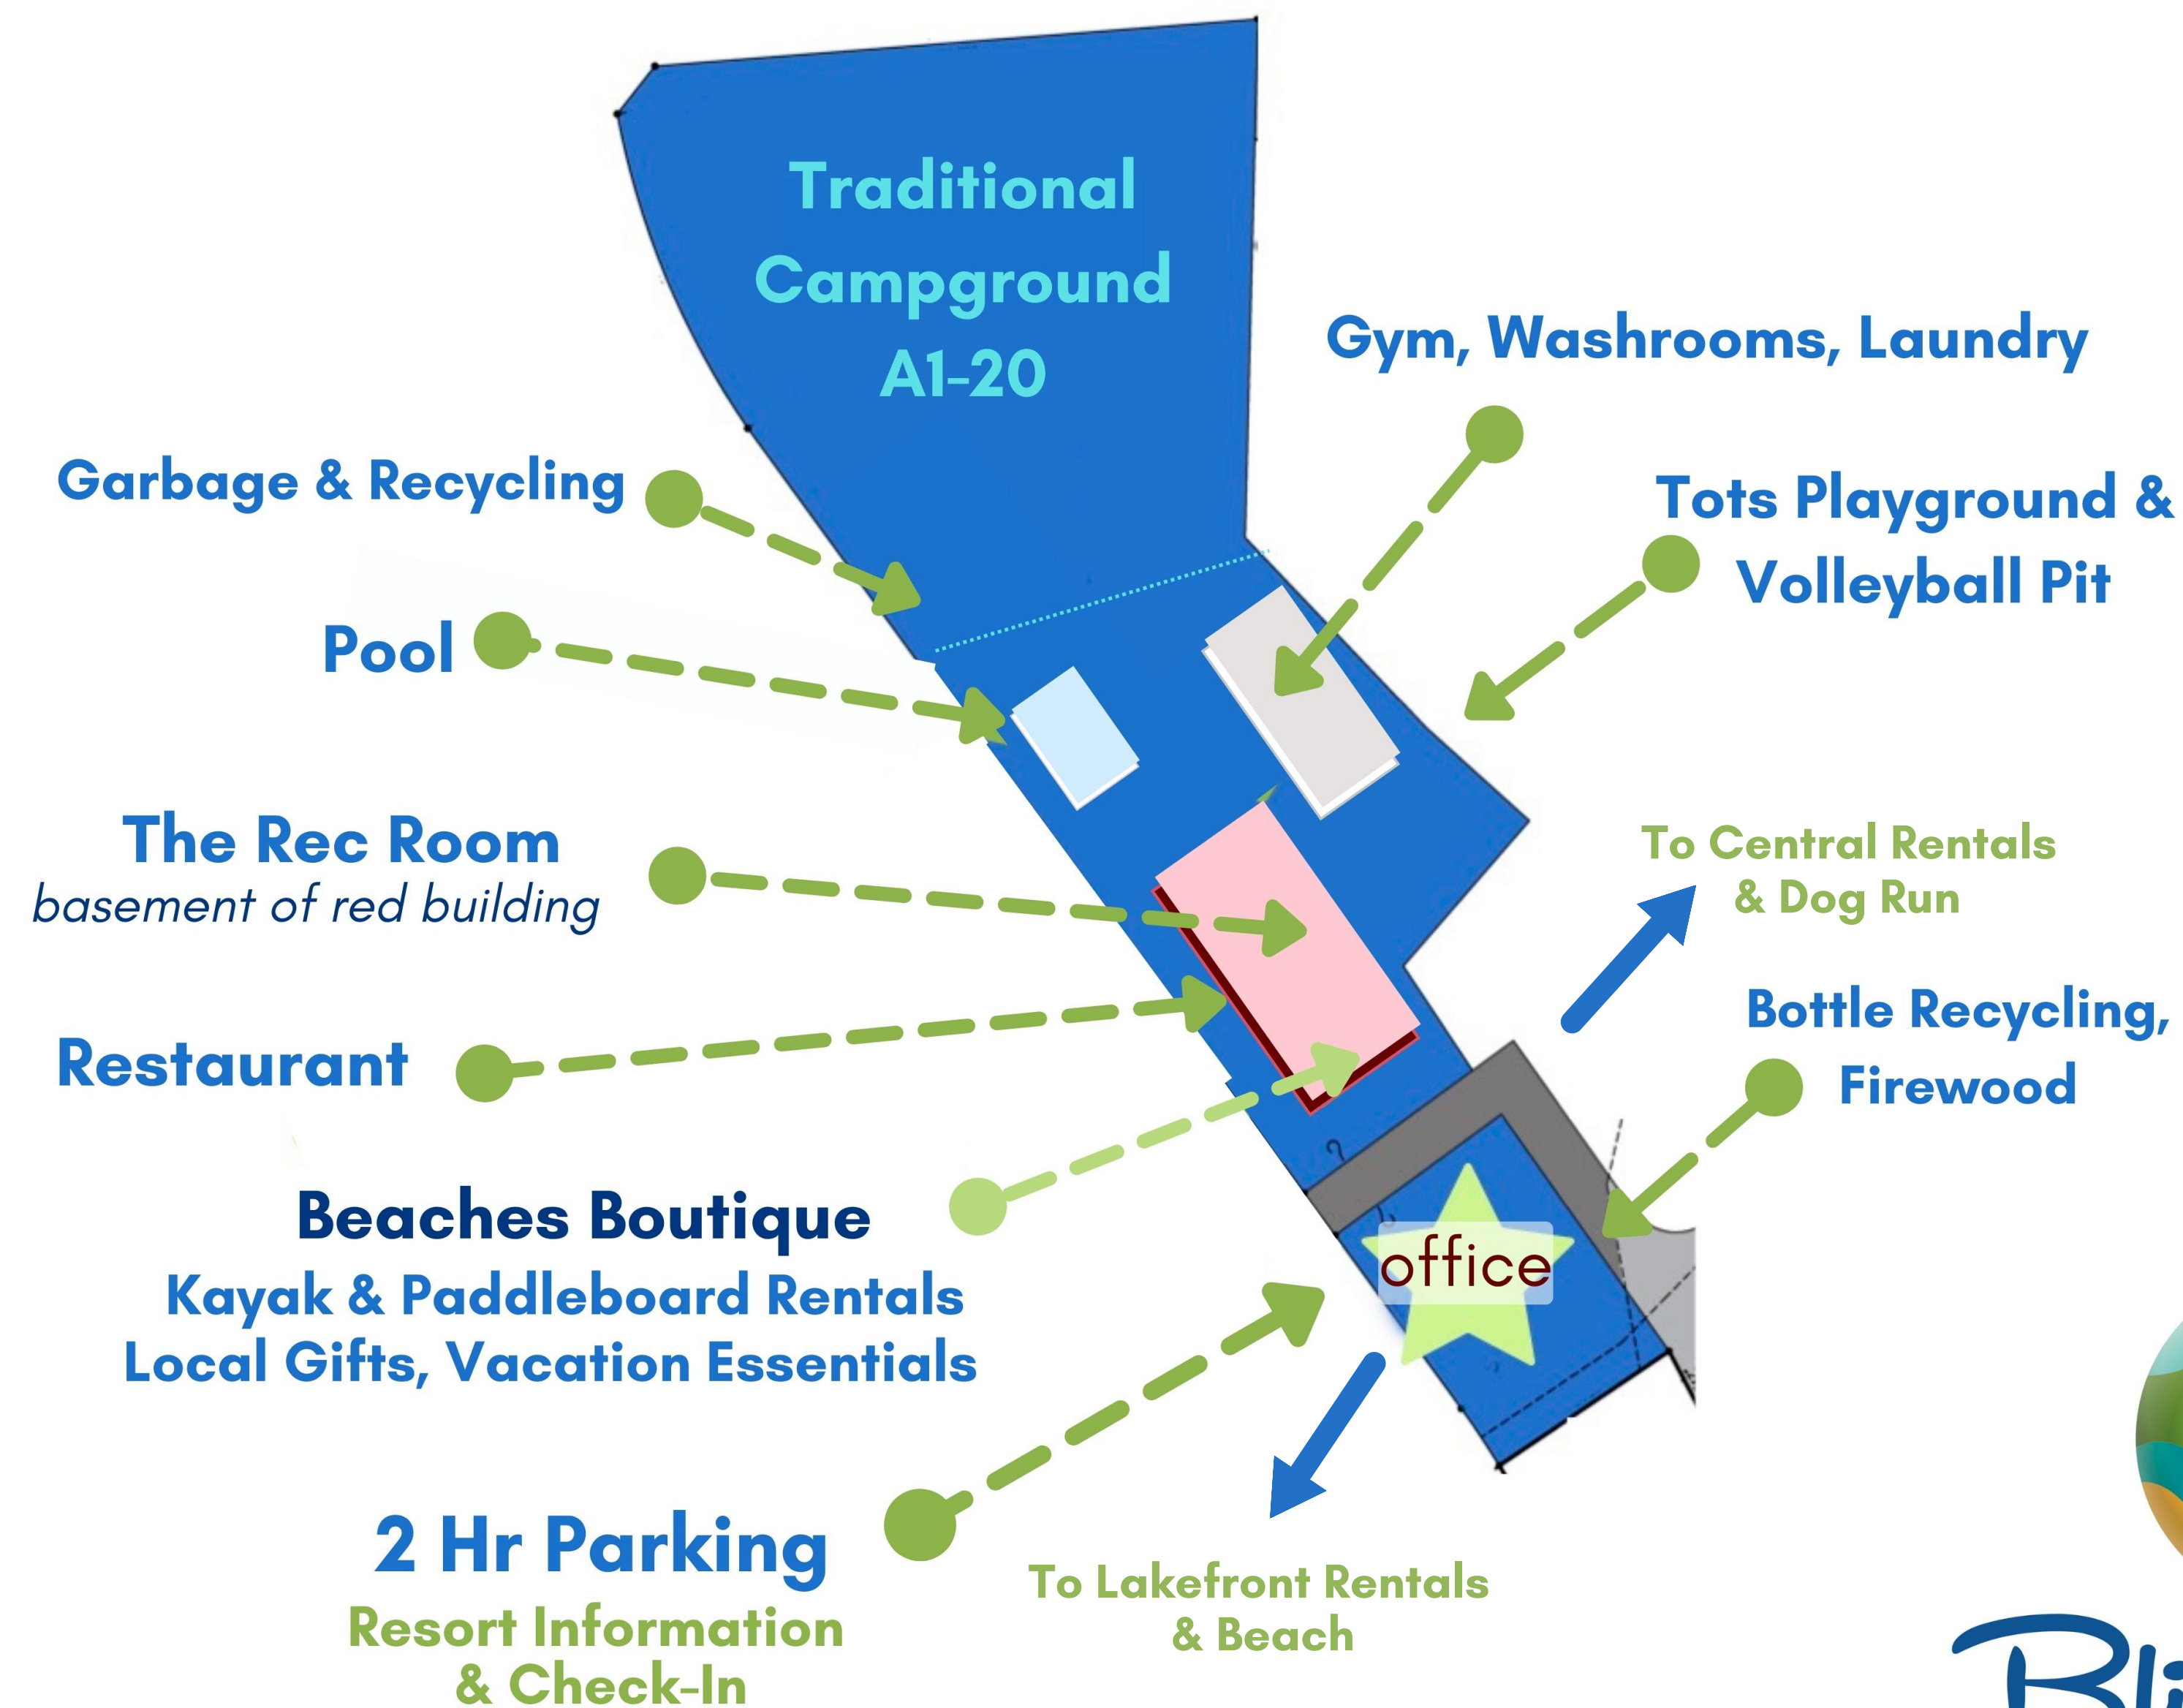 Traditional
Campground
A1-20
Gym, Washrooms, Laundry
Garbage & Recycling
Tots Playground &
Volleyball Pit
Pool
The Rec Room
basement of red building
To Central Rentals
& Dog Run
Restaurant
Bottle Recycling,
Firewood
Beaches Boutique
Kayak & Paddleboard Rentals
Local Gifts, Vacation Essentials
office
2 Hr Parking
Resort Information
& Check-In
To Lakefront Rentals
& Beach